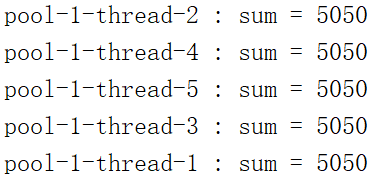 pool-1-thread-2 : sum = 5050
pool-1-thread-4 : sum = 5050
pool-1-thread-5 : sum = 5050
pool-1-thread-3 : sum = 5050
pool-1-thread-1 : sum = 5050